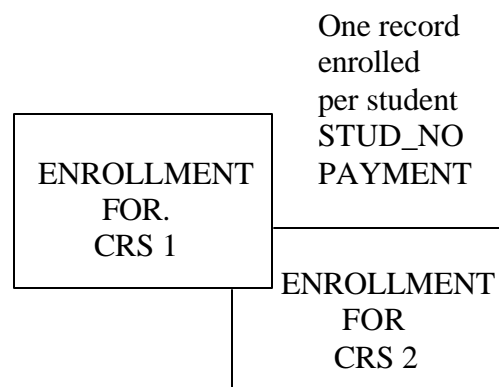 One record
enrolled
per student
STUD_NO
PAYMENT
ENROLLMENT
FOR.
CRS 1
ENROLLMENT
FOR
CRS 2